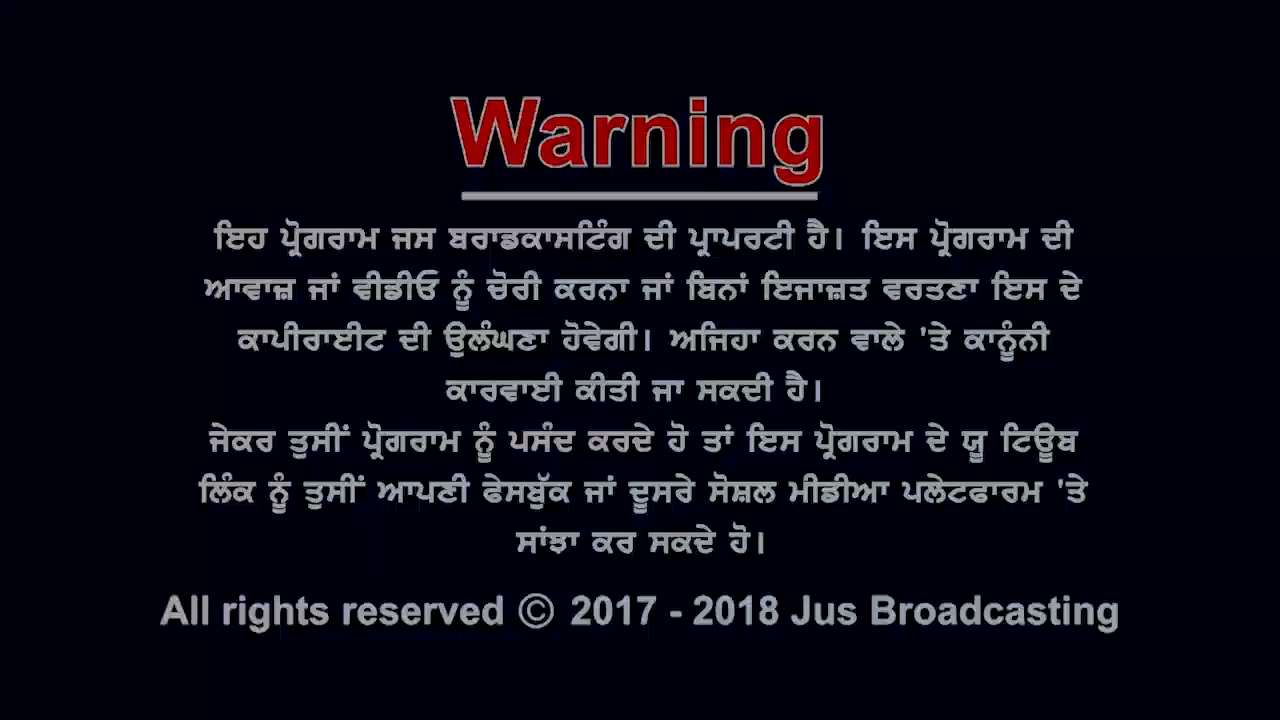 Warning
ਇਹ ਪ੍ਰੋਗਰਾਮ ਜਸ ਬਰਾਡਕਾਸਟਿੰਗ ਦੀ ਪ੍ਰਾਪਰਟੀ ਹੈ। ਇਸ ਪ੍ਰੋਗਰਾਮ ਦੀ
ਆਵਾਜ਼ ਜਾਂ ਵੀਡੀਓ ਨੂੰ ਚੋਰੀ ਕਰਨਾ ਜਾਂ ਬਿਨਾਂ ਇਜਾਜ਼ਤ ਵਰਤਣਾ ਇਸ ਦੇ
ਕਾਪੀਰਾਈਟ ਦੀ ਉਲੰਘਣਾ ਹੋਵੇਗੀ। ਅਜਿਹਾ ਕਰਨ ਵਾਲੇ 'ਤੇ ਕਾਨੂੰਨੀ
ਕਾਰਵਾਈ ਕੀਤੀ ਜਾ ਸਕਦੀ ਹੈ।
ਜੇਕਰ ਤੁਸੀਂ ਪ੍ਰੋਗਰਾਮ ਨੂੰ ਪਸੰਦ ਕਰਦੇ ਹੋ ਤਾਂ ਇਸ ਪ੍ਰੋਗਰਾਮ ਦੇ ਯੂ ਟਿਊਬ
ਲਿੰਕ ਨੂੰ ਤੁਸੀਂ ਆਪਣੀ ਫੇਸਬੁੱਕ ਜਾਂ ਦੂਸਰੇ ਸੋਸ਼ਲ ਮੀਡੀਆ ਪਲੇਟਫਾਰਮ 'ਤੇ
ਸਾਂਝਾ ਕਰ ਸਕਦੇ ਹੋ।
All rights reserved © 2017 - 2018 Jus Broadcasting